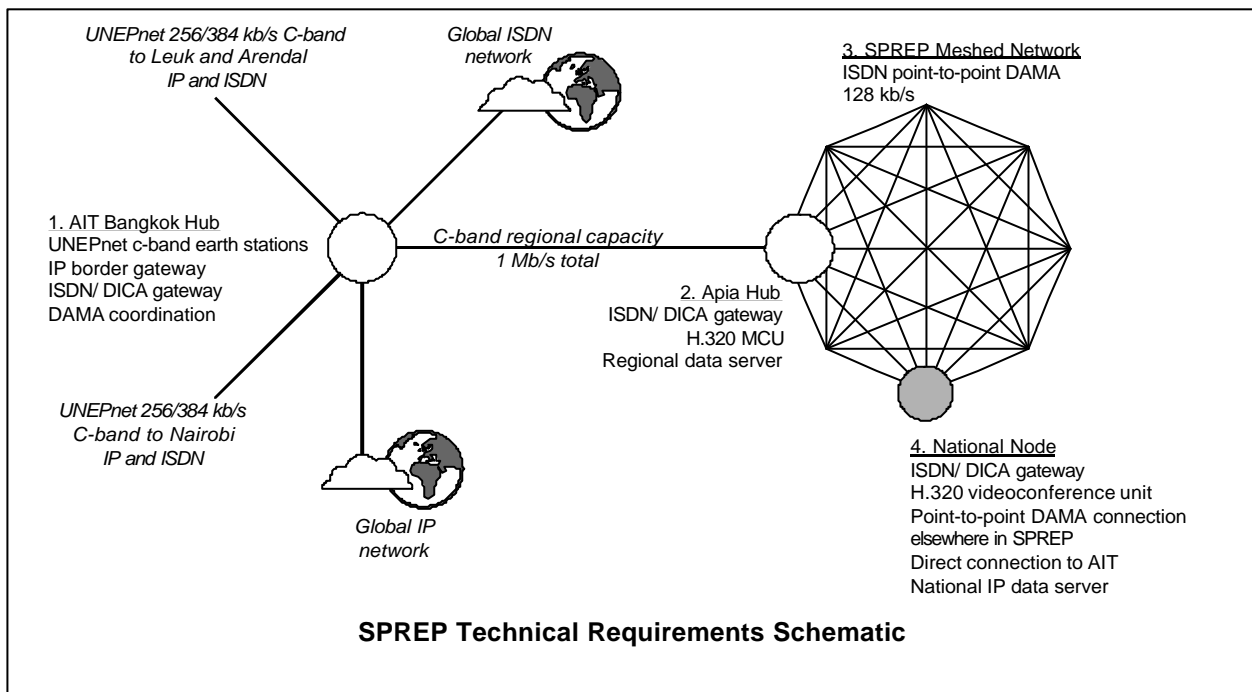 UNEPnet 256/384 kb/s C-band
to Leuk and Arendal
IP and ISDN
Global ISDN
network
3. SPREP Meshed Network
ISDN point-to-point DAMA
128 kb/s
1. AIT Bangkok Hub
UNEPnet c-band earth stations
IP border gateway
ISDN/ DICA gateway
DAMA coordination
C-band regional capacity
1 Mb/s total
2. Apia Hub
ISDN/ DICA gateway
H.320 MCU
Regional data server
UNEPnet 256/384 kb/s
C-band to Nairobi
IP and ISDN
Global IP
network
4. National Node
ISDN/ DICA gateway
H.320 videoconference unit
Point-to-point DAMA connection
elsewhere in SPREP
Direct connection to AIT
National IP data server
SPREP Technical Requirements Schematic